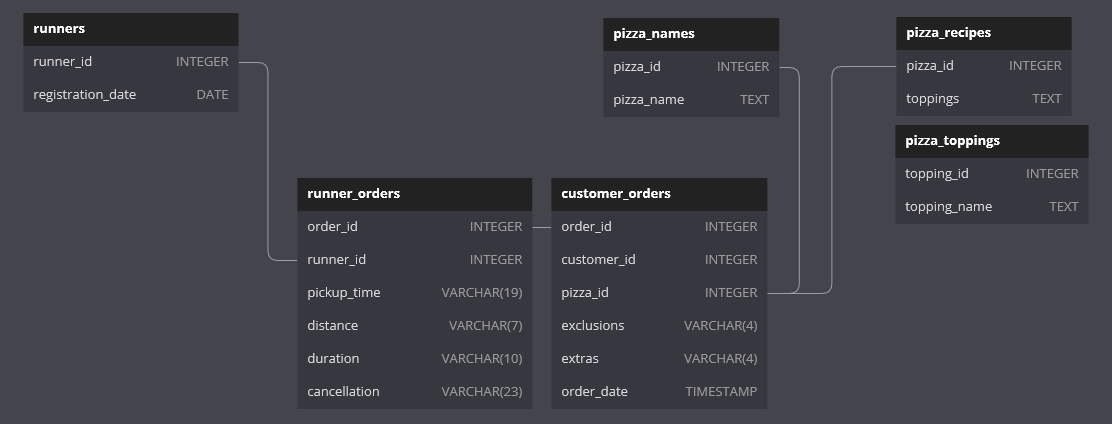 runners
runner_id INTEGER
registration_date DATE
pizza_names
pizza_id INTEGER
pizza_name TEXT
pizza_recipes
pizza_id INTEGER
toppings TEXT
pizza_toppings
topping_id INTEGER
topping_name TEXT
runner_orders
order_id INTEGER
runner_id INTEGER
pickup_time VARCHAR(19)
distance VARCHAR(7)
duration VARCHAR(10)
cancellation VARCHAR(23)
customer_orders
order_id INTEGER
customer_id INTEGER
pizza_id INTEGER
exclusions VARCHAR(4)
extras VARCHAR(4)
order_date TIMESTAMP